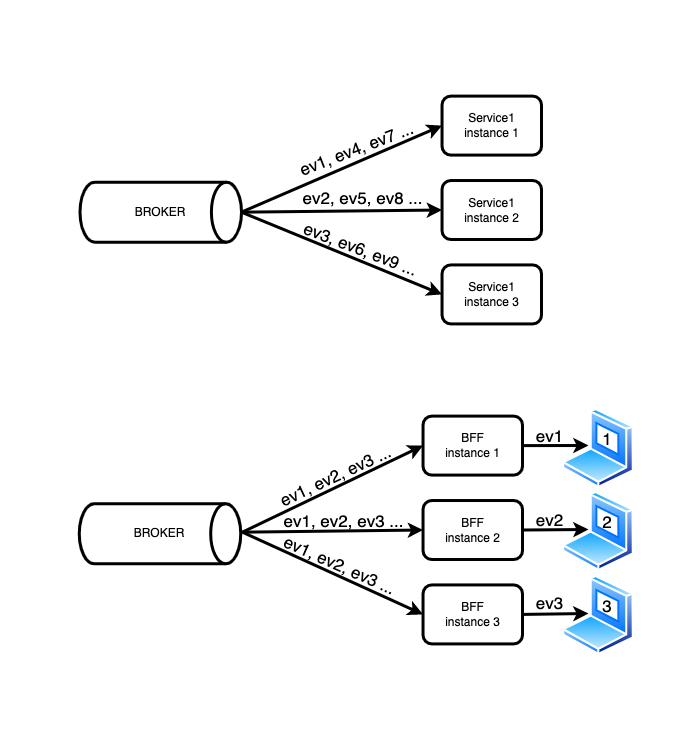 Service1
instance 1
ev1, ev4, ev7 ...
BROKER
ev2, ev5, ev8 ...
Service1
instance 2
ev3, ev6, ev9 ...
Service1
instance 3
BFF
instance 1
ev1
1
ev1, ev2, ev3 ...
BROKER
ev1, ev2, ev3 ...
BFF
instance 2
ev2
2
ev1, ev2, ev3 ...
BFF
instance 3
ev3
3